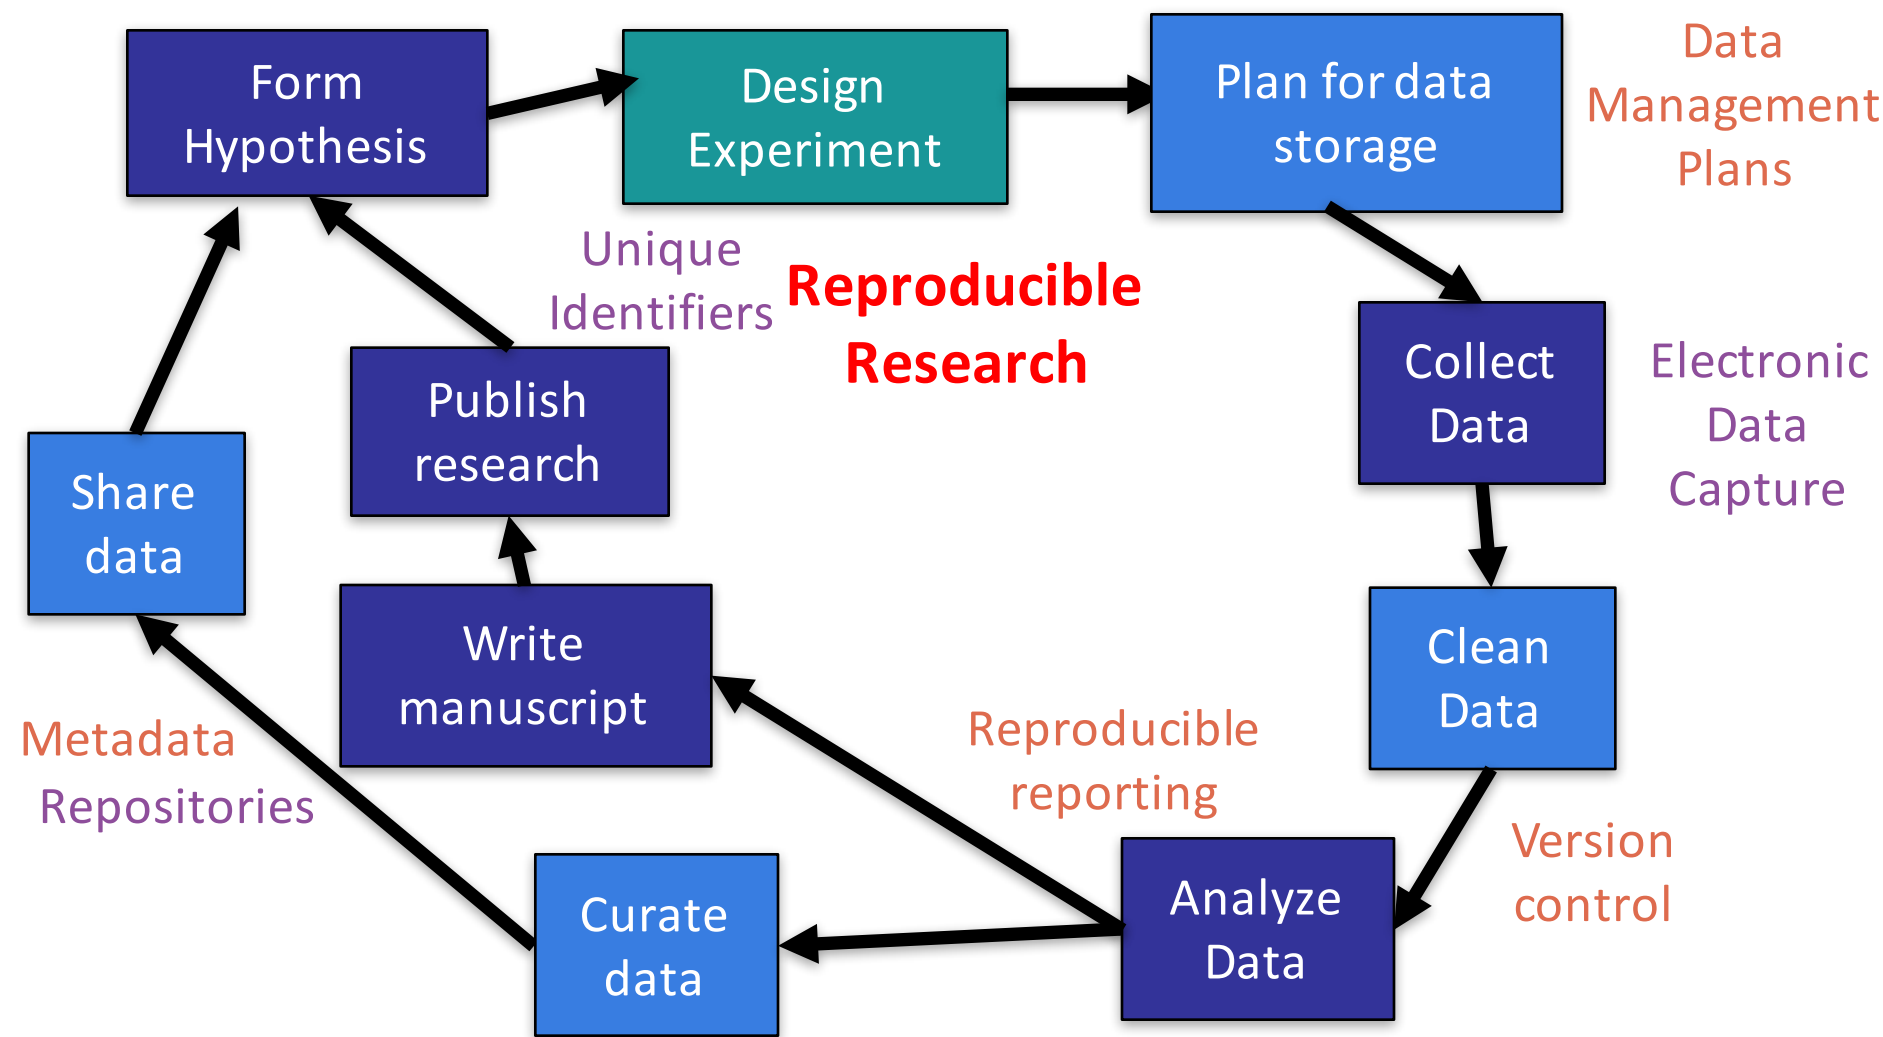 Form
Hypothesis
Design
Experiment
Plan for data
storage
Data
Management
Plans
Unique
Identifiers
Reproducible
Research
Collect
Data
Electronic
Data
Capture
Publish
research
Share
data
Write
manuscript
Clean
Data
Metadata
Repositories
Reproducible
reporting
Version
control
Analyze
Data
Curate
data